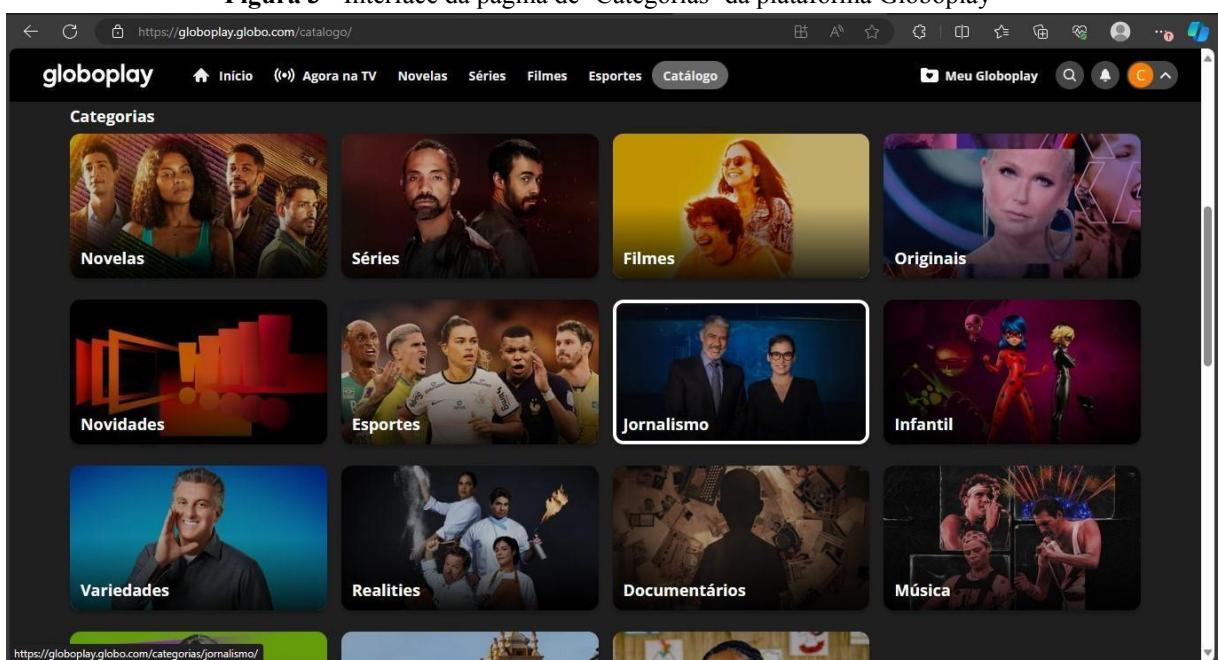 Figura 3 - Interface da página de "Categorias" da plataforma Globoplay
https://globoplay.globo.com/catalogo/
globoplay Início Agora na TV Novelas Séries Filmes Esportes Catálogo Meu Globoplay C
Categorias
Novelas Séries Filmes Originais
Novidades Esportes Jornalismo Infantil
Variedades Realities Documentários Música
https://globoplay.globo.com/categorias/jornalismo/